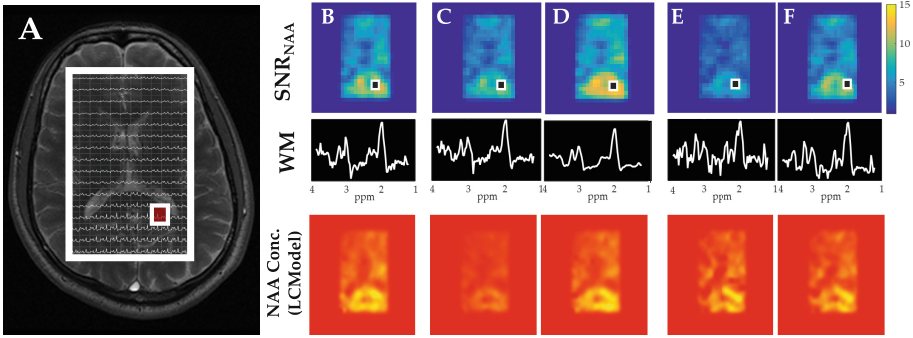 A
B
C
D
E
F
SNR_NAA
15
10
5
WM
4 3 2 1
ppm
4 3 2 1
ppm
4 3 2 1
ppm
4 3 2 1
ppm
4 3 2 1
ppm
NAA Conc.
(LCModel)